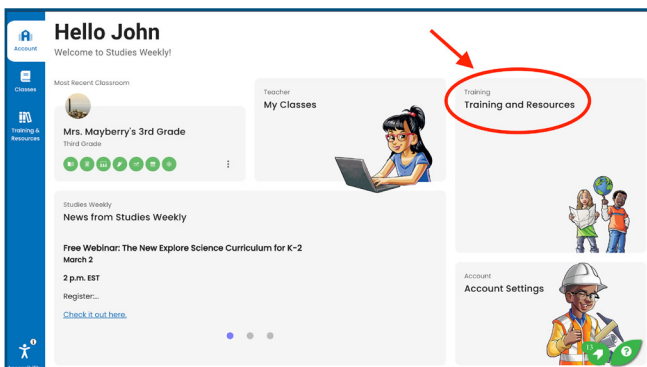 Hello John
Welcome to Studies Weekly!
Account
Classes
Training &
Resources
Most Recent Classroom
Mrs. Mayberry's 3rd Grade
Third Grade
Teacher
My Classes
Training
Training and Resources
Studies Weekly
News from Studies Weekly
Free Webinar: The New Explore Science Curriculum for K-2
March 2
2 p.m. EST
Register:...
Check it out here.
Account
Account Settings
0
13
?